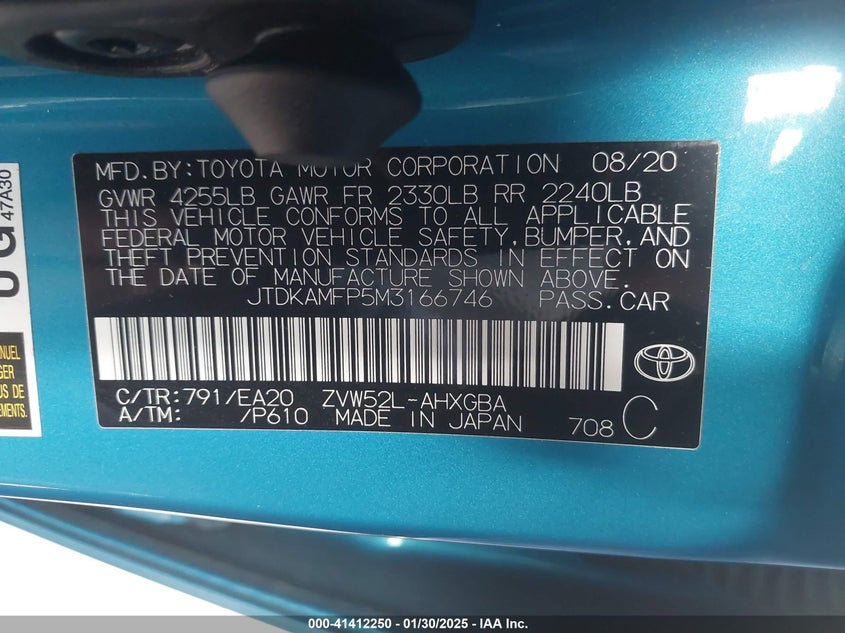 MFD.BY:TOYOTA MOTOR CORPORATION 08/20
GVWR 4255LB GAWR FR 2330LB RR 2240LB
THIS VEHICLE CONFORMS TO ALL APPLICABLE
FEDERAL MOTOR VEHICLE SAFETY,BUMPER,AND
THEFT PREVENTION STANDARDS IN EFFECT ON
THE DATE OF MANUFACTURE SHOWN ABOVE.
JTDKAMFP5M3166746 PASS.CAR
C/TR:791/EA20 ZVW52L-AHXGBA
A/TM: /P610 MADE IN JAPAN 708 C
47A30
000-41412250 - 01/30/2025 - IAA Inc.